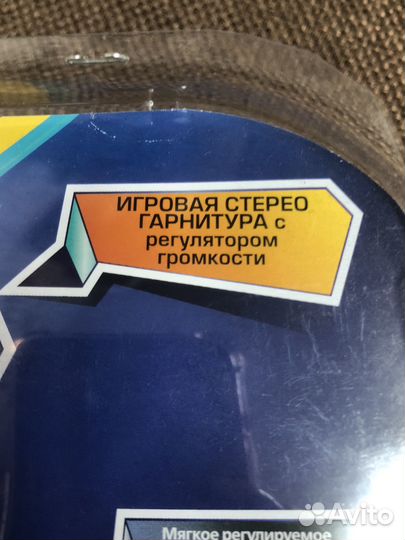 ИГРОВАЯ СТЕРЕО
ГАРНИТУРА с
регулятором
громкости
Мягкое регулируемое
Avito